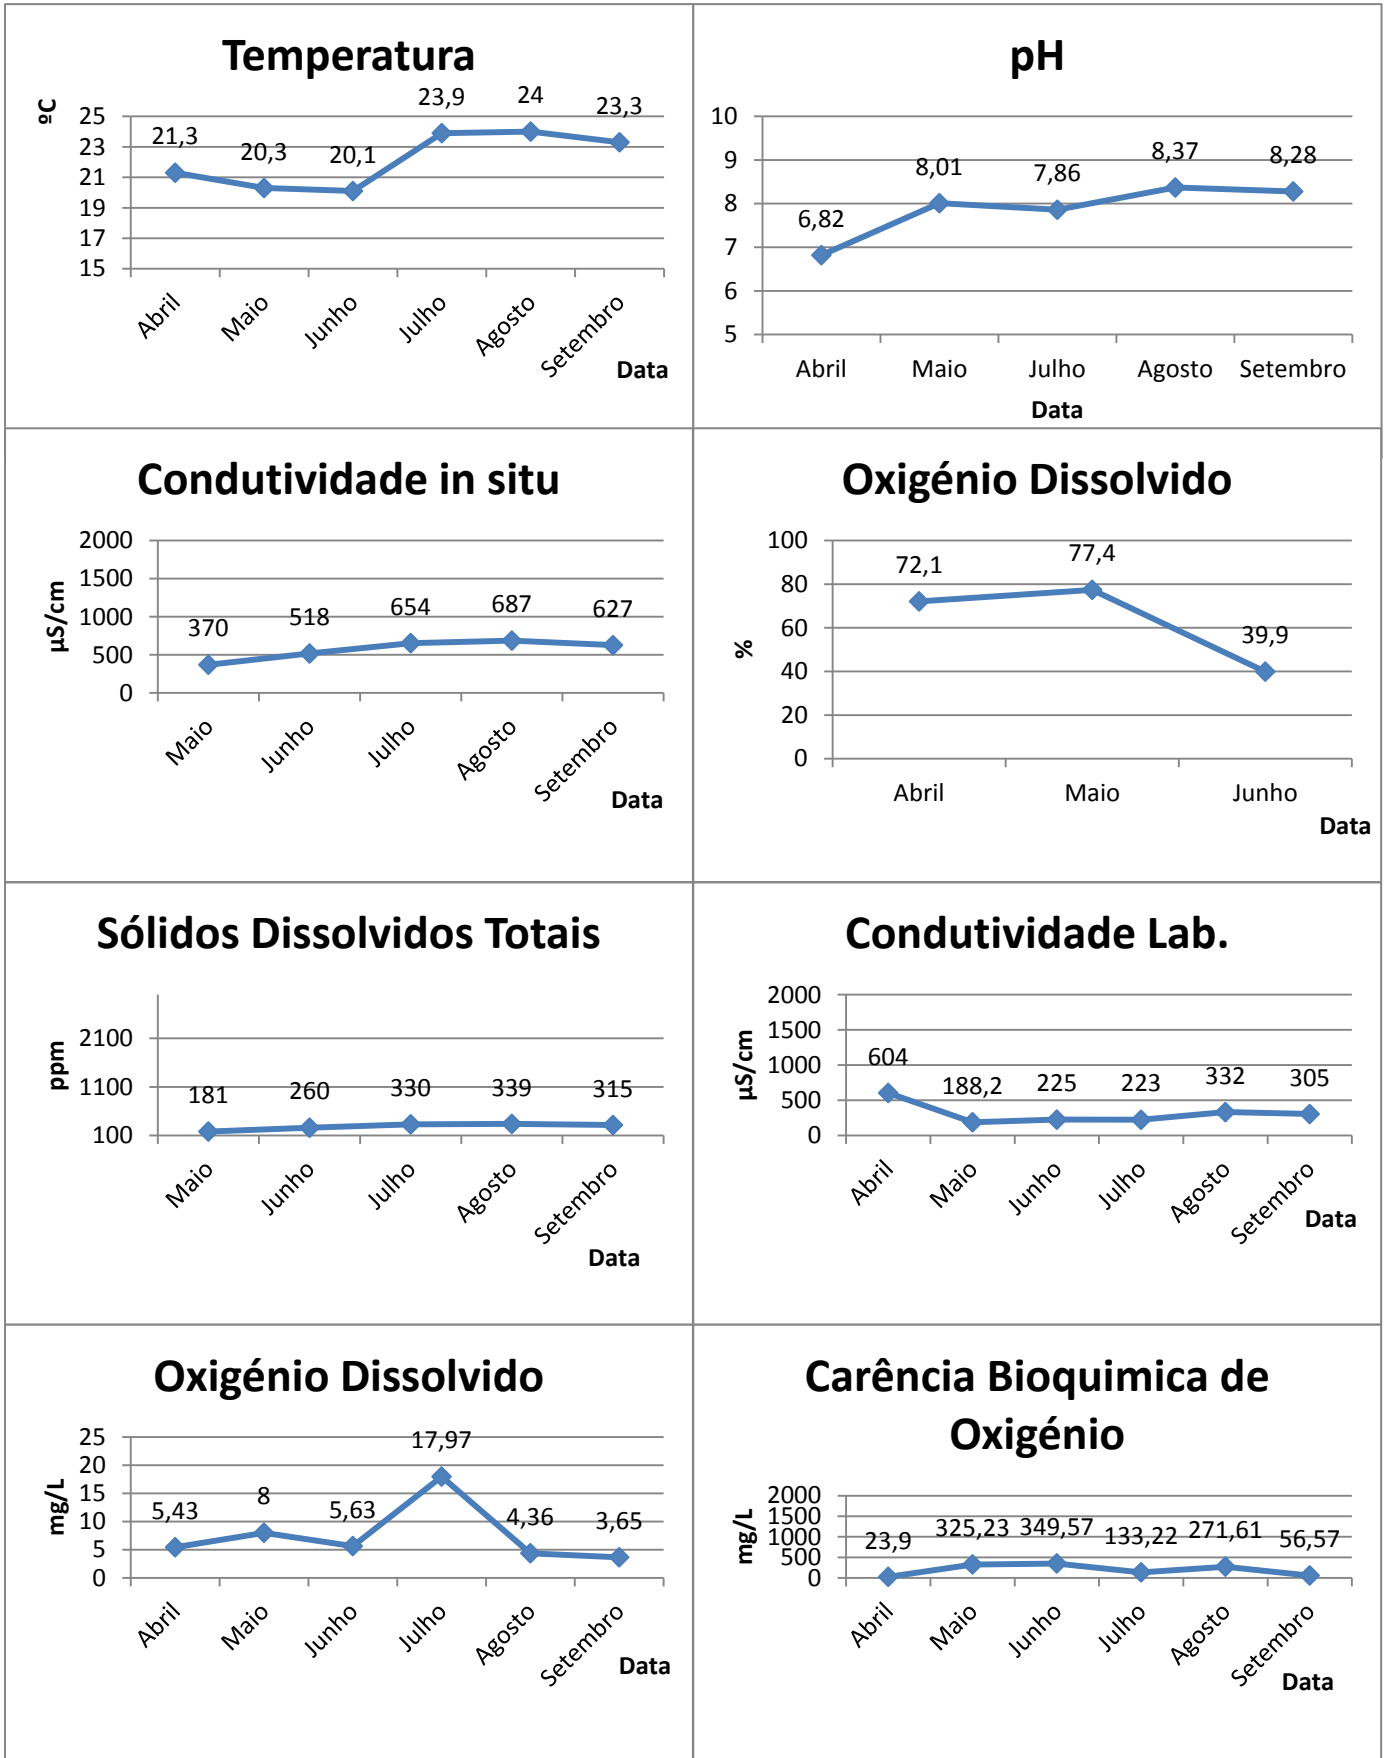 Temperatura
ºC
25
23
21
19
17
15
21,3
20,3
20,1
23,9
24
23,3
Abril
Maio
Junho
Julho
Agosto
Setembro
Data
pH
10
9
8
7
6
5
6,82
8,01
7,86
8,37
8,28
Abril
Maio
Julho
Agosto
Setembro
Data
Condutividade in situ
µS/cm
2000
1500
1000
500
0
370
518
654
687
627
Maio
Junho
Julho
Agosto
Setembro
Data
Oxigénio Dissolvido
%
100
80
60
40
20
0
72,1
77,4
39,9
Abril
Maio
Junho
Data
Sólidos Dissolvidos Totais
ppm
2100
1100
100
181
260
330
339
315
Maio
Junho
Julho
Agosto
Setembro
Data
Condutividade Lab.
µS/cm
2000
1500
1000
500
0
604
188,2
225
223
332
305
Abril
Maio
Junho
Julho
Agosto
Setembro
Data
Oxigénio Dissolvido
mg/L
25
20
15
10
5
0
5,43
8
5,63
17,97
4,36
3,65
Abril
Maio
Junho
Julho
Agosto
Setembro
Data
Carência Bioquimica de
Oxigénio
mg/L
2000
1500
1000
500
0
23,9
325,23
349,57
133,22
271,61
56,57
Abril
Maio
Junho
Julho
Agosto
Setembro
Data